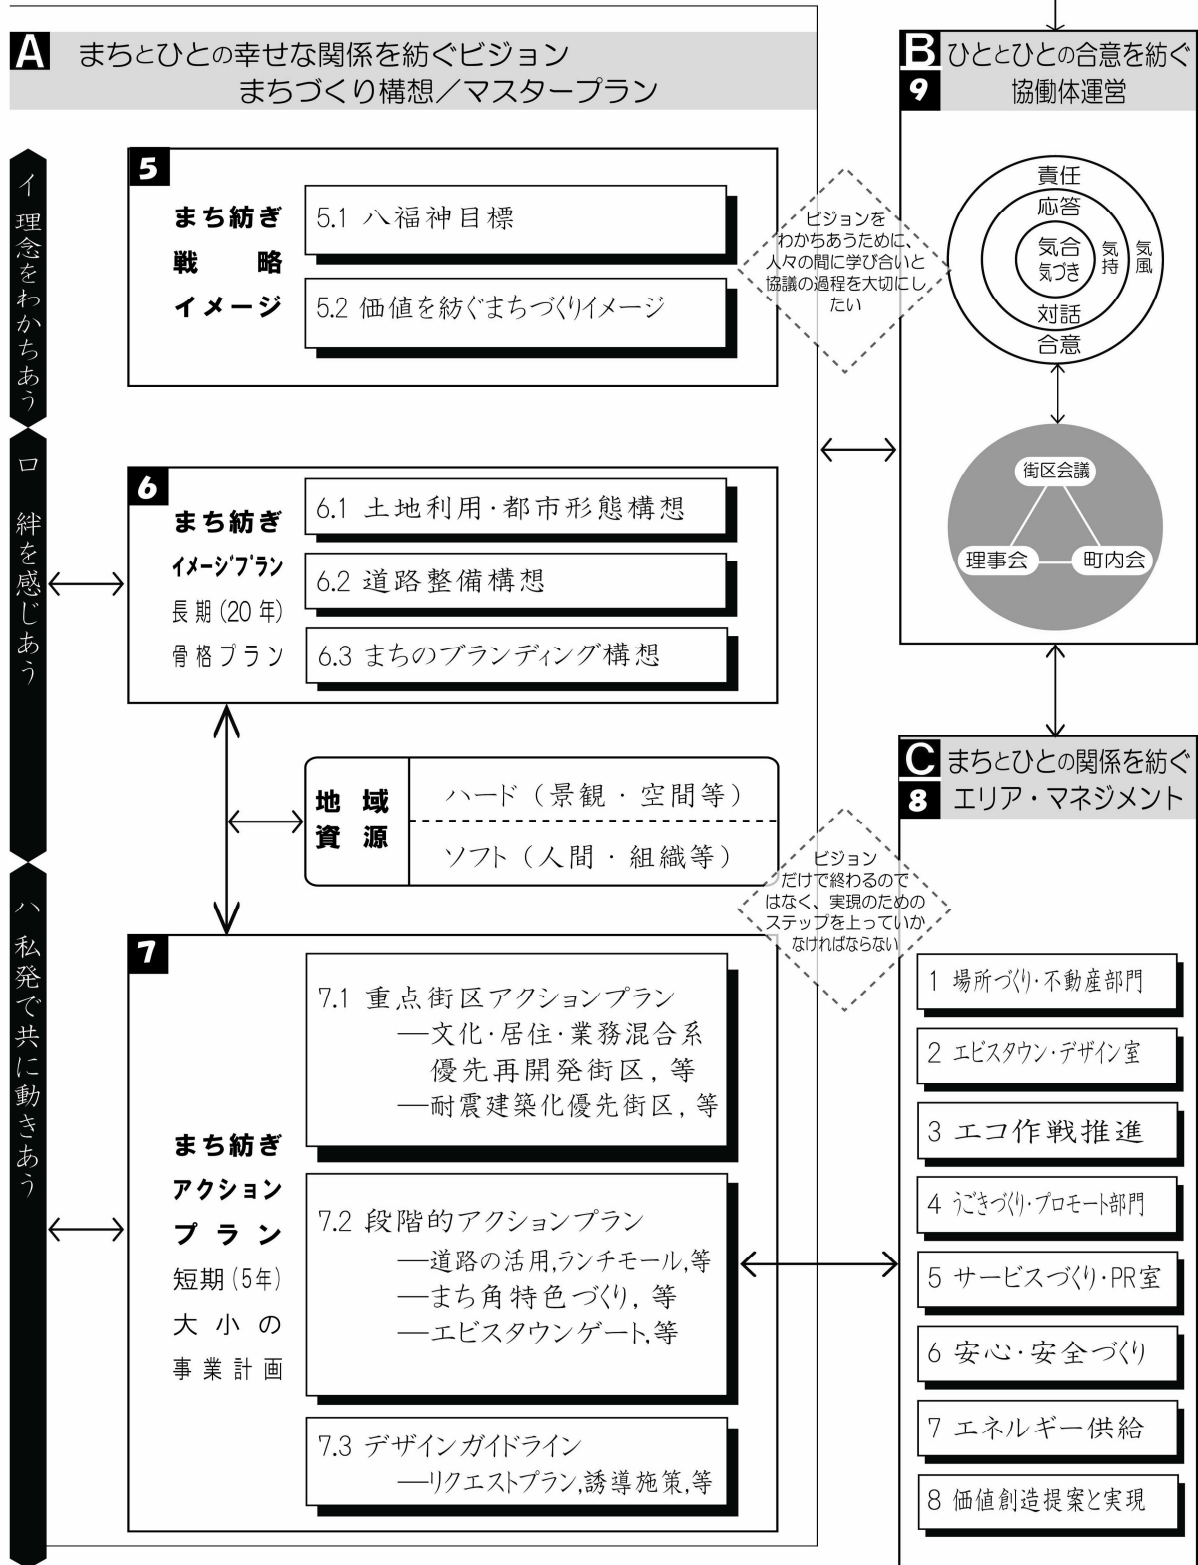 A まちとひとの幸せな関係を紡ぐビジョン
まちづくり構想／マスタープラン
イ 理念をわかちあう
ロ 絆を感じあう
ハ 私発で共に動きあう
5
まち紡ぎ
戦略
イメージ
5.1 八福神目標
5.2 価値を紡ぐまちづくりイメージ
ビジョンを
わかちあうために、
人々の間に学び合いと
協議の過程を大切にし
たい
6
まち紡ぎ
イメージプラン
長期(20年)
骨格プラン
6.1 土地利用・都市形態構想
6.2 道路整備構想
6.3 まちのブランディング構想
地域
資源
ハード（景観・空間等）
ソフト（人間・組織等）
ビジョン
だけで終わるので
はなく、実現のための
ステップを上っていか
なければならない
7
まち紡ぎ
アクション
プラン
短期(5年)
大小の
事業計画
7.1 重点街区アクションプラン
―文化・居住・業務混合系
優先再開発街区，等
―耐震建築化優先街区，等
7.2 段階的アクションプラン
―道路の活用,ランチモール,等
―まち角特色づくり，等
―エビスタウンゲート,等
7.3 デザインガイドライン
―リクエストプラン,誘導施策,等
B ひととひとの合意を紡ぐ
9 協働体運営
責任
応答
気合
気づき
気持
気風
対話
合意
街区会議
理事会
町内会
C まちとひとの関係を紡ぐ
8 エリア・マネジメント
1 場所づくり・不動産部門
2 エビスタウン・デザイン室
3 エコ作戦推進
4 うごきづくり・プロモート部門
5 サービスづくり・PR室
6 安心・安全づくり
7 エネルギー供給
8 価値創造提案と実現